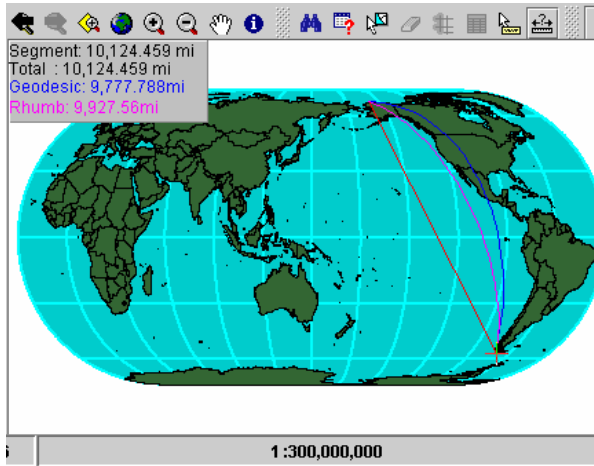 Segment: 10,124.459 mi
Total : 10,124.459 mi
Geodesic: 9,777.788mi
Rhumb: 9,927.56mi
1:300,000,000